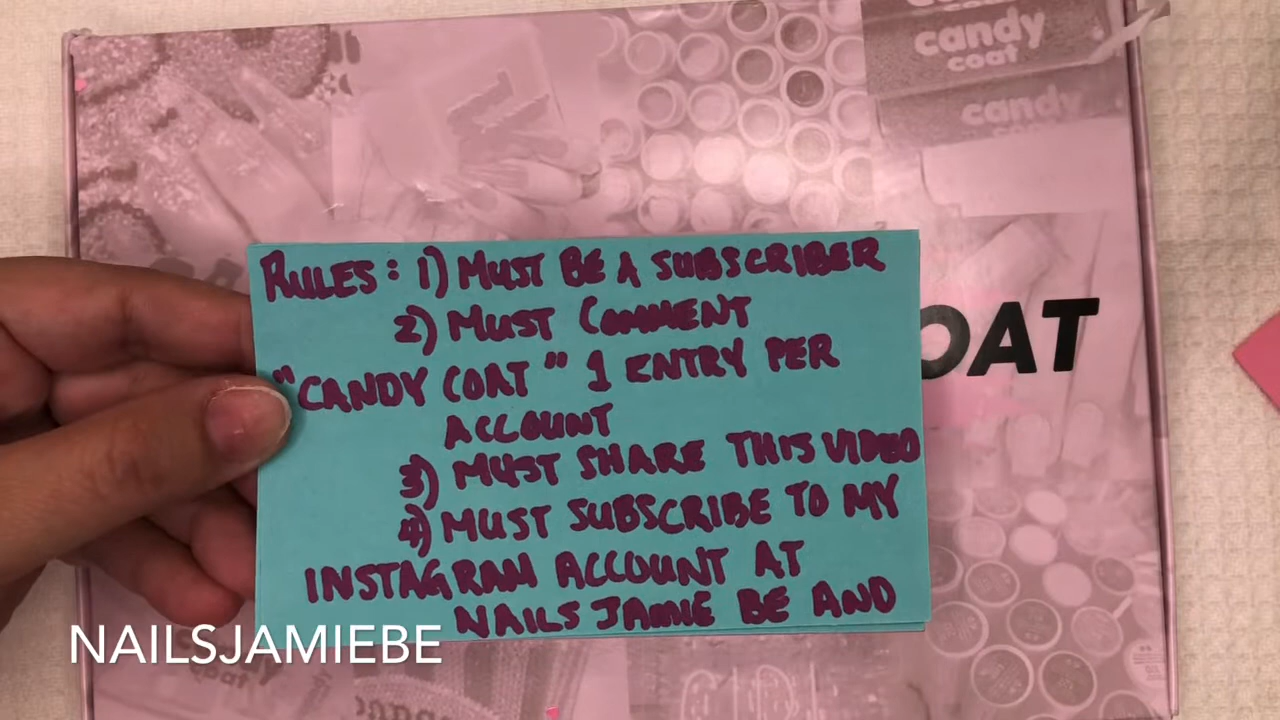 candy
coat
candy
OAT
RULES: 1) MUST BE A SUBSCRIBER
2) MUST COMMENT
"CANDY COAT" 1 ENTRY PER
ACCOUNT
3) MUST SHARE THIS VIDEO
4) MUST SUBSCRIBE TO MY
INSTAGRAM ACCOUNT AT
NAILS JAMIE BE AND
NAILSJAMIEBE